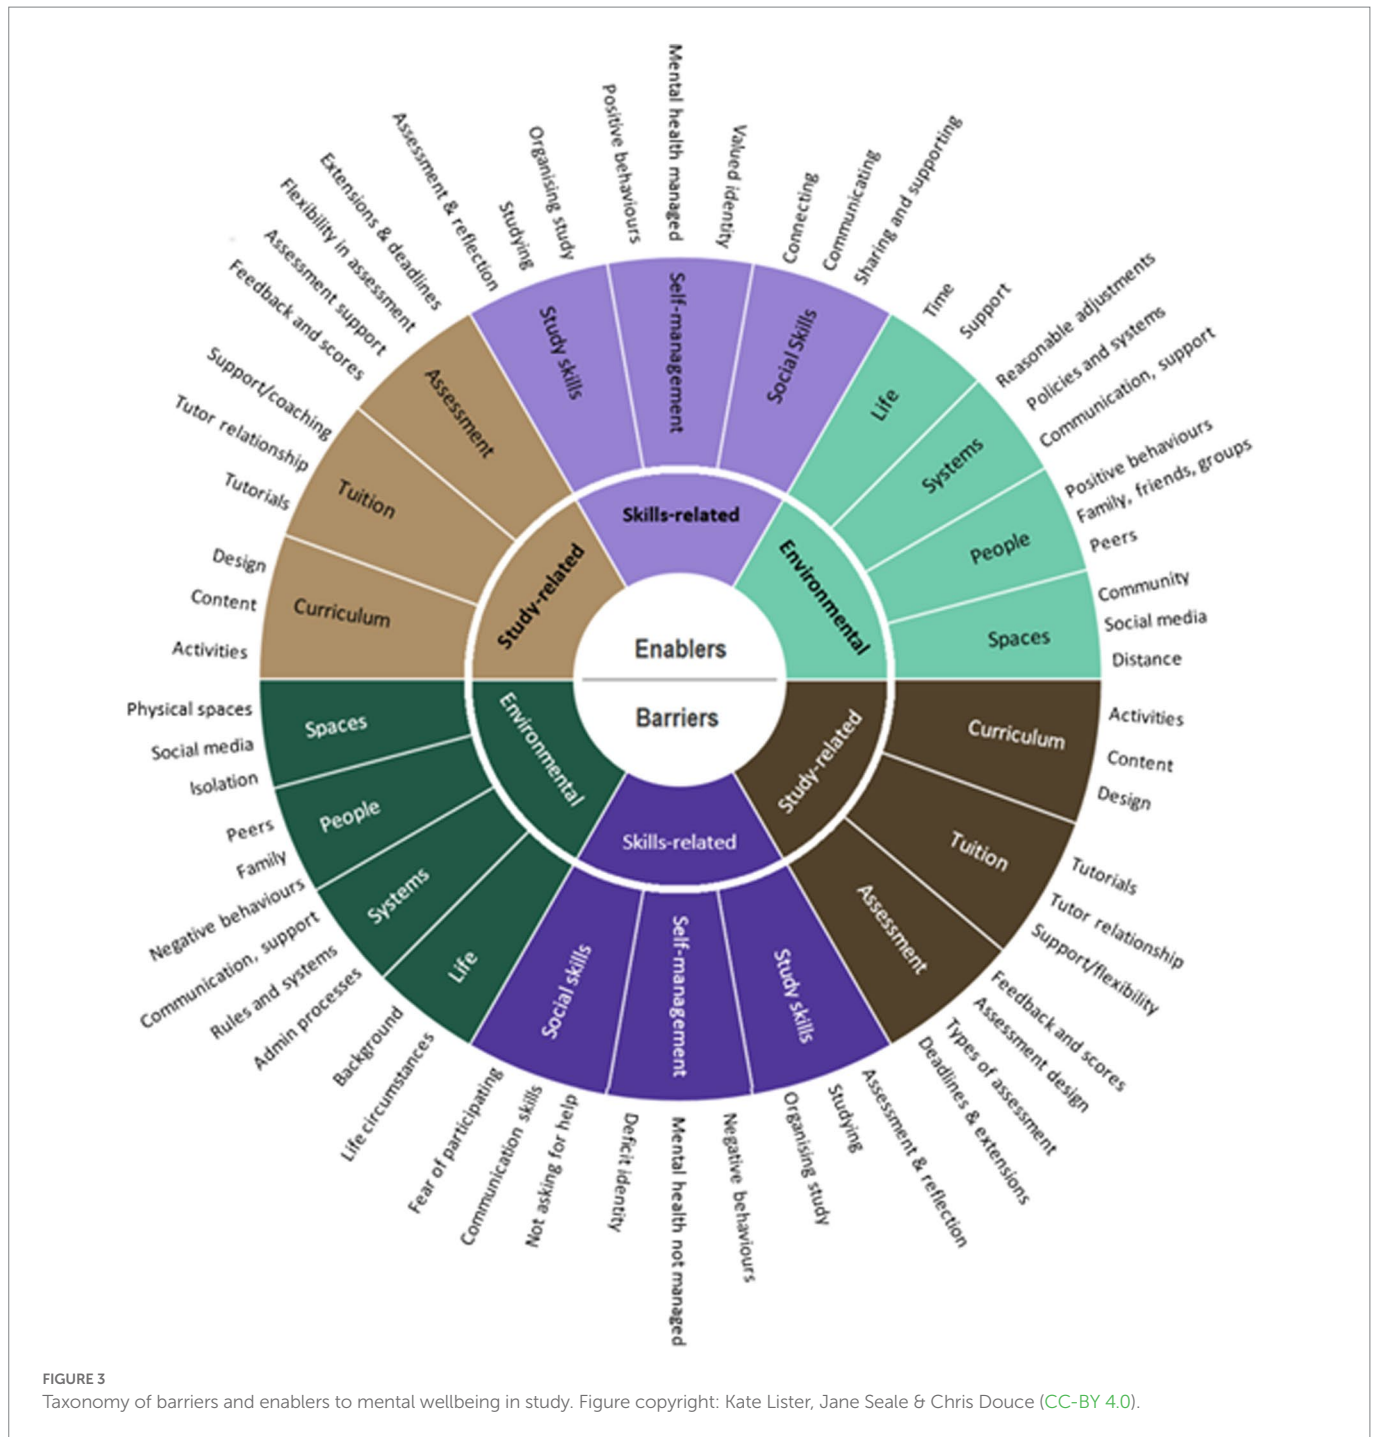 Mental health managed
Positive behaviours
Valued identity
Organising study
Studying
Assessment & reflection
Connecting
Communicating
Sharing and supporting
Extensions & deadlines
Flexibility in assessment
Assessment support
Feedback and scores
Support/coaching
Tutor relationship
Tutorials
Design
Content
Activities
Time
Support
Reasonable adjustments
Policies and systems
Communication, support
Positive behaviours
Family, friends, groups
Peers
Community
Social media
Distance
Study skills
Self-management
Social Skills
Assessment
Tuition
Curriculum
Life
Systems
People
Spaces
Skills-related
Study-related
Environmental
Enablers
Barriers
Environmental
Skills-related
Study-related
Spaces
People
Systems
Life
Social skills
Self-management
Study skills
Assessment
Tuition
Curriculum
Physical spaces
Social media
Isolation
Peers
Family
Negative behaviours
Communication, support
Rules and systems
Admin processes
Background
Life circumstances
Fear of participating
Communication skills
Not asking for help
Deficit identity
Mental health not managed
Negative behaviours
Organising study
Studying
Assessment & reflection
Deadlines & extensions
Types of assessment
Assessment design
Feedback and scores
Support/flexibility
Tutor relationship
Tutorials
Design
Content
Activities
FIGURE 3
Taxonomy of barriers and enablers to mental wellbeing in study. Figure copyright: Kate Lister, Jane Seale & Chris Douce (CC-BY 4.0).